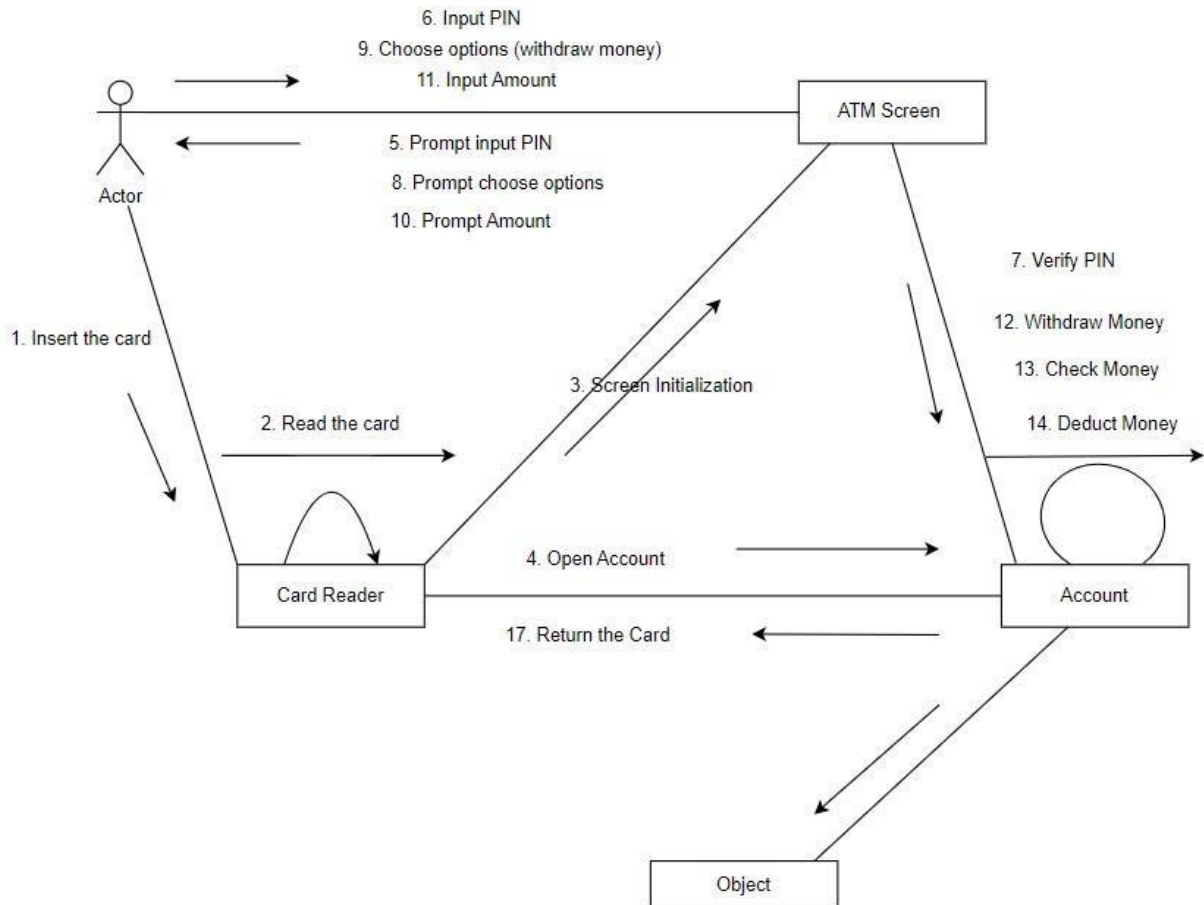 6. Input PIN
9. Choose options (withdraw money)
11. Input Amount
ATM Screen
5. Prompt input PIN
8. Prompt choose options
10. Prompt Amount
Actor
7. Verify PIN
12. Withdraw Money
13. Check Money
14. Deduct Money
1. Insert the card
3. Screen Initialization
2. Read the card
4. Open Account
Card Reader
Account
17. Return the Card
Object